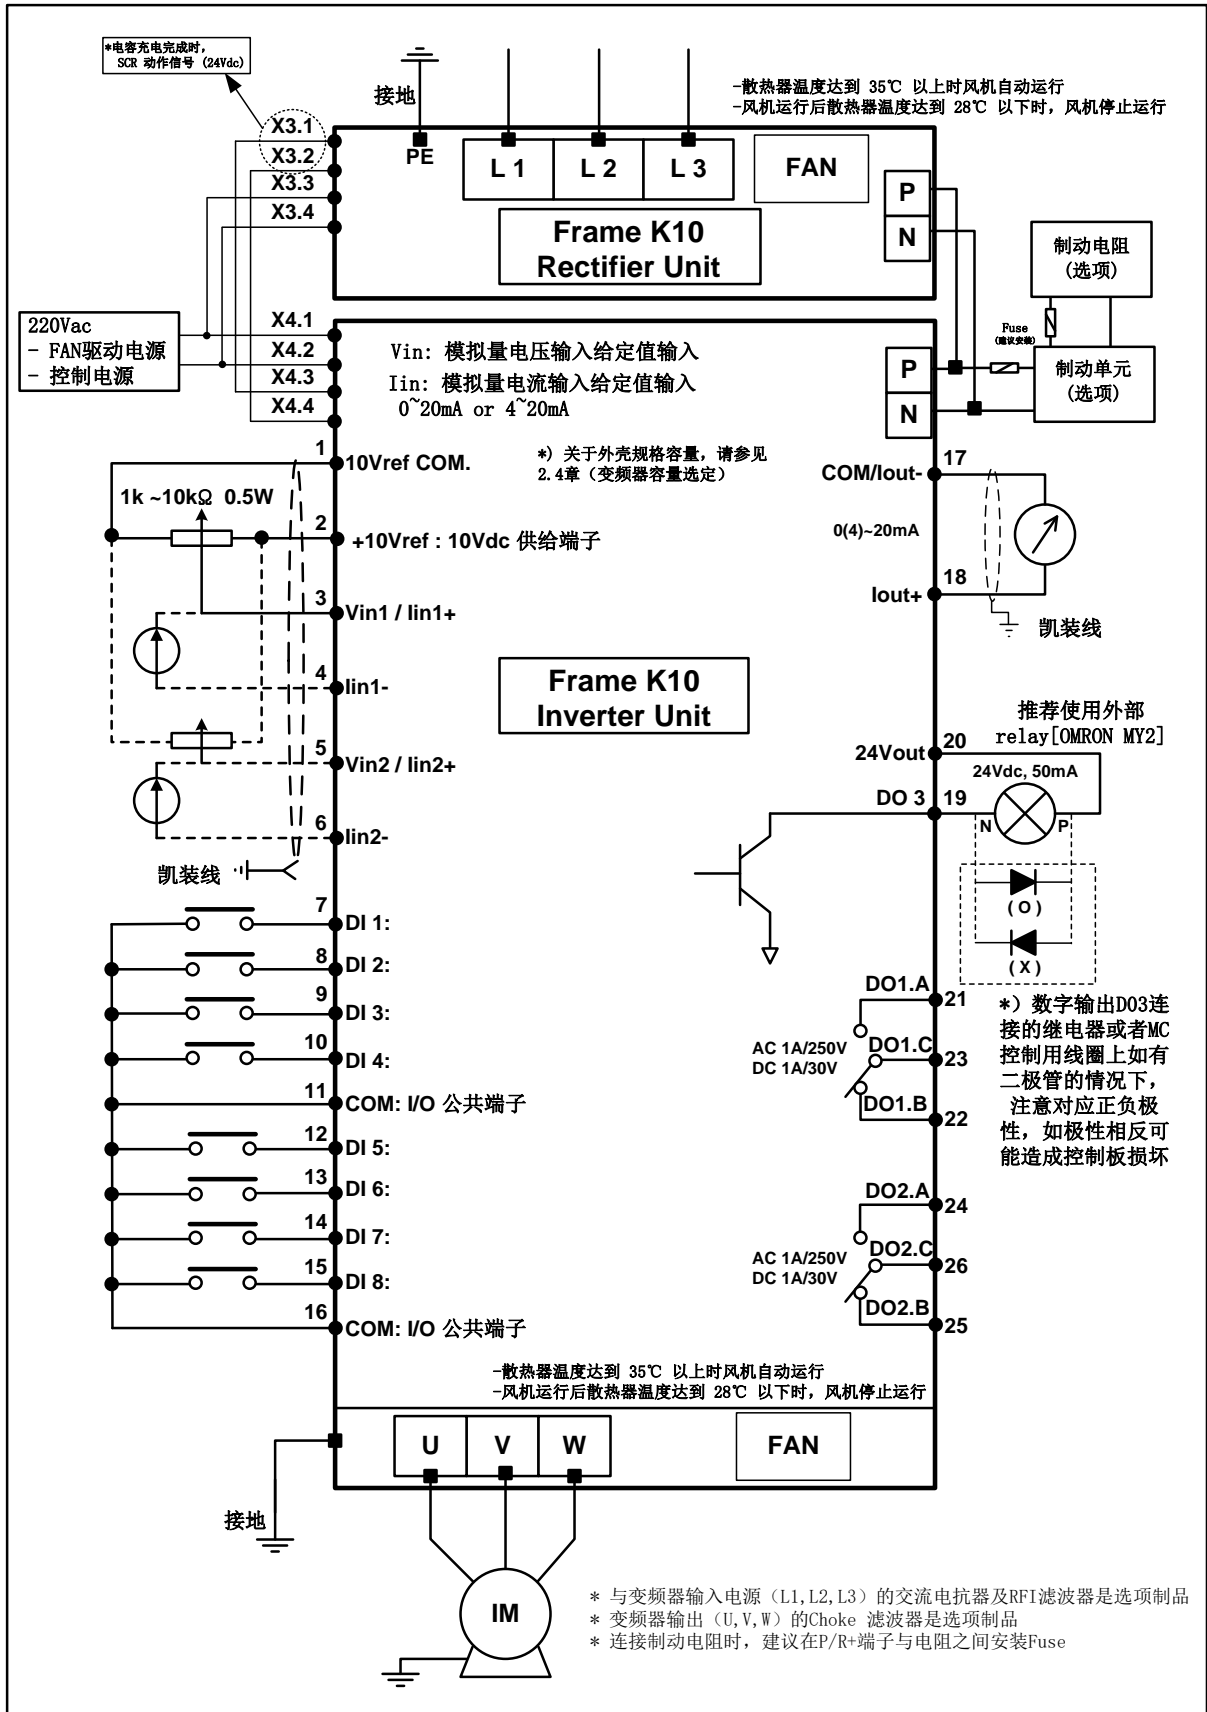 *电容充电完成时,
SCR 动作信号 (24Vdc)
接地
-散热器温度达到 35℃ 以上时风机自动运行
-风机运行后散热器温度达到 28℃ 以下时, 风机停止运行
X3.1
X3.2
X3.3
X3.4
PE
L 1
L 2
L 3
FAN
P
N
Frame K10
Rectifier Unit
制动电阻
(选项)
Fuse
(建议安装)
制动单元
(选项)
220Vac
- FAN驱动电源
- 控制电源
X4.1
X4.2
X4.3
X4.4
Vin: 模拟量电压输入给定值输入
Iin: 模拟量电流输入给定值输入
0~20mA or 4~20mA
P
N
*) 关于外壳规格容量, 请参见
2.4章 (变频器容量选定)
1
10Vref COM.
1k ~10kΩ 0.5W
2
+10Vref : 10Vdc 供给端子
3
Vin1 / Iin1+
4
Iin1-
5
Vin2 / Iin2+
6
Iin2-
凯装线
COM/Iout-
17
0(4)~20mA
Iout+
18
凯装线
Frame K10
Inverter Unit
推荐使用外部
relay[OMRON MY2]
24Vout
20
24Vdc, 50mA
DO 3
19
N
P
( O )
( X )
7
DI 1:
8
DI 2:
9
DI 3:
10
DI 4:
11
COM: I/O 公共端子
12
DI 5:
13
DI 6:
14
DI 7:
15
DI 8:
16
COM: I/O 公共端子
DO1.A
21
AC 1A/250V
DC 1A/30V
DO1.C
23
DO1.B
22
*) 数字输出DO3连
接的继电器或者MC
控制用线圈上如有
二极管的情况下,
注意对应正负极
性, 如极性相反可
能造成控制板损坏
DO2.A
24
AC 1A/250V
DC 1A/30V
DO2.C
26
DO2.B
25
-散热器温度达到 35℃ 以上时风机自动运行
-风机运行后散热器温度达到 28℃ 以下时, 风机停止运行
U
V
W
FAN
接地
IM
* 与变频器输入电源 (L1,L2,L3) 的交流电抗器及RFI滤波器是选项制品
* 变频器输出 (U,V,W) 的Choke 滤波器是选项制品
* 连接制动电阻时, 建议在P/R+端子与电阻之间安装Fuse